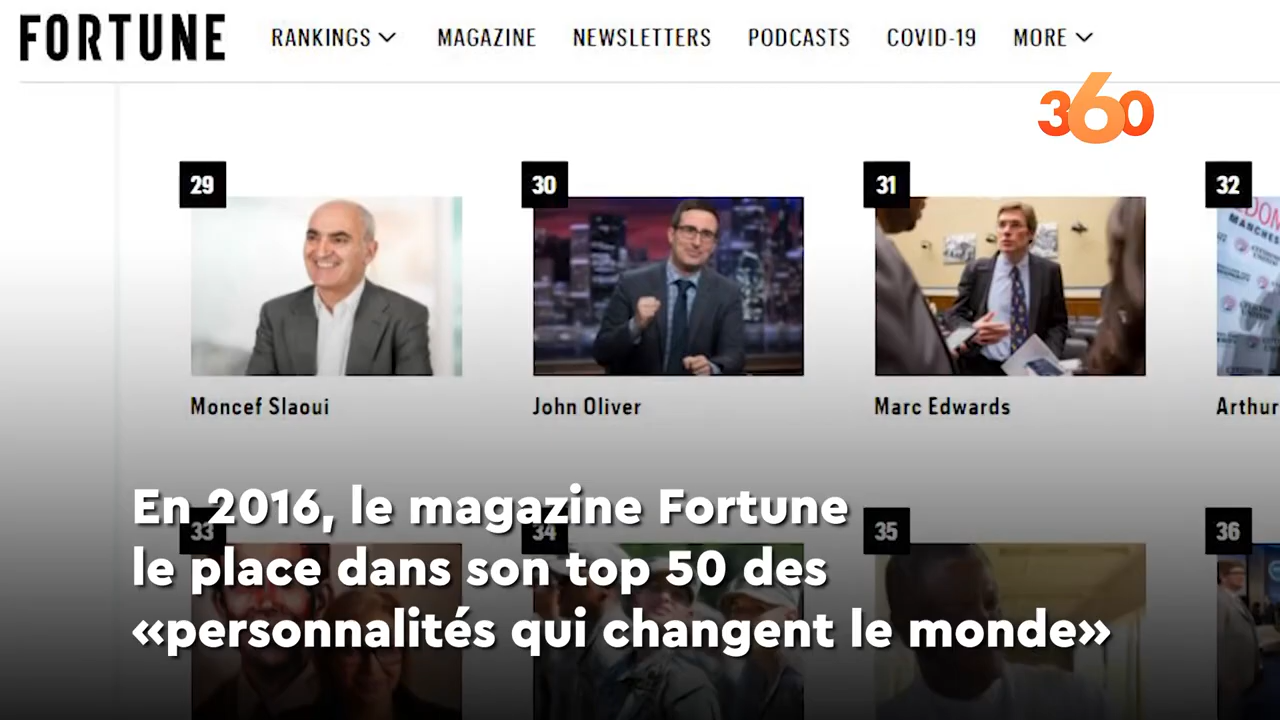 FORTUNE RANKINGS MAGAZINE NEWSLETTERS PODCASTS COVID-19 MORE
360
29 30 31 32
MANCHES
Moncef Slaoui John Oliver Marc Edwards Arthur
En 2016, le magazine Fortune
33 34 35 36
le place dans son top 50 des
«personnalités qui changent le monde»